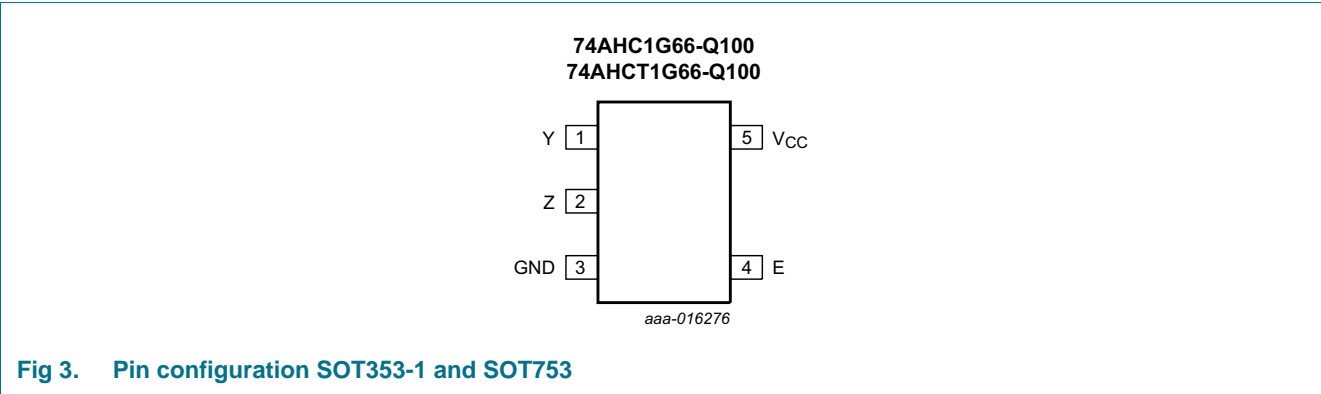 74AHC1G66-Q100
74AHCT1G66-Q100
Y 1 5 VCC
Z 2
GND 3 4 E
aaa-016276
Fig 3. Pin configuration SOT353-1 and SOT753